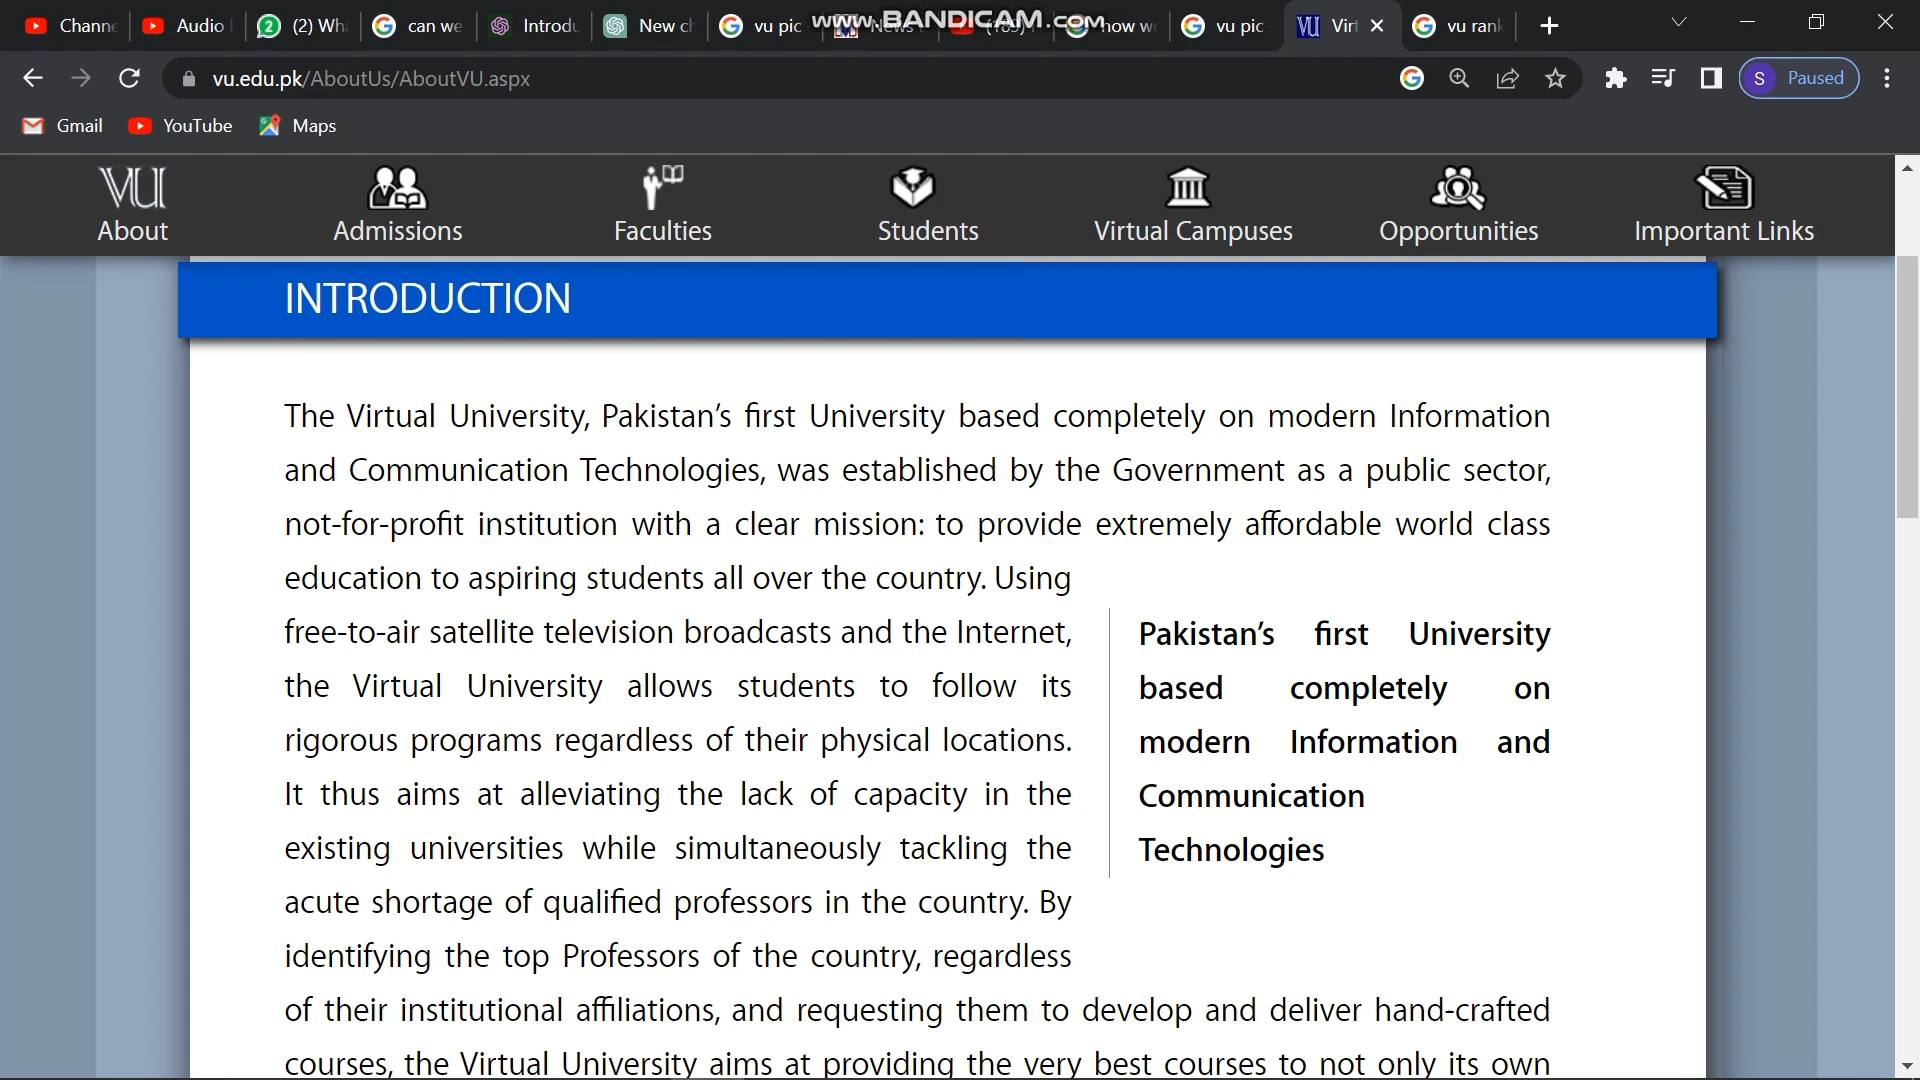 Channe
Audio
(2) Wh
can we
Introdu
New ch
vu pic
www.BANDICAM.com
vu pic
Virt
vu rank
vu.edu.pk/AboutUs/AboutVU.aspx
S Paused
Gmail YouTube Maps
VU
About Admissions Faculties Students Virtual Campuses Opportunities Important Links
INTRODUCTION
The Virtual University, Pakistan’s first University based completely on modern Information
and Communication Technologies, was established by the Government as a public sector,
not-for-profit institution with a clear mission: to provide extremely affordable world class
education to aspiring students all over the country. Using
free-to-air satellite television broadcasts and the Internet,
the Virtual University allows students to follow its
rigorous programs regardless of their physical locations.
It thus aims at alleviating the lack of capacity in the
existing universities while simultaneously tackling the
acute shortage of qualified professors in the country. By
identifying the top Professors of the country, regardless
of their institutional affiliations, and requesting them to develop and deliver hand-crafted
courses, the Virtual University aims at providing the very best courses to not only its own
Pakistan’s first University
based completely on
modern Information and
Communication
Technologies